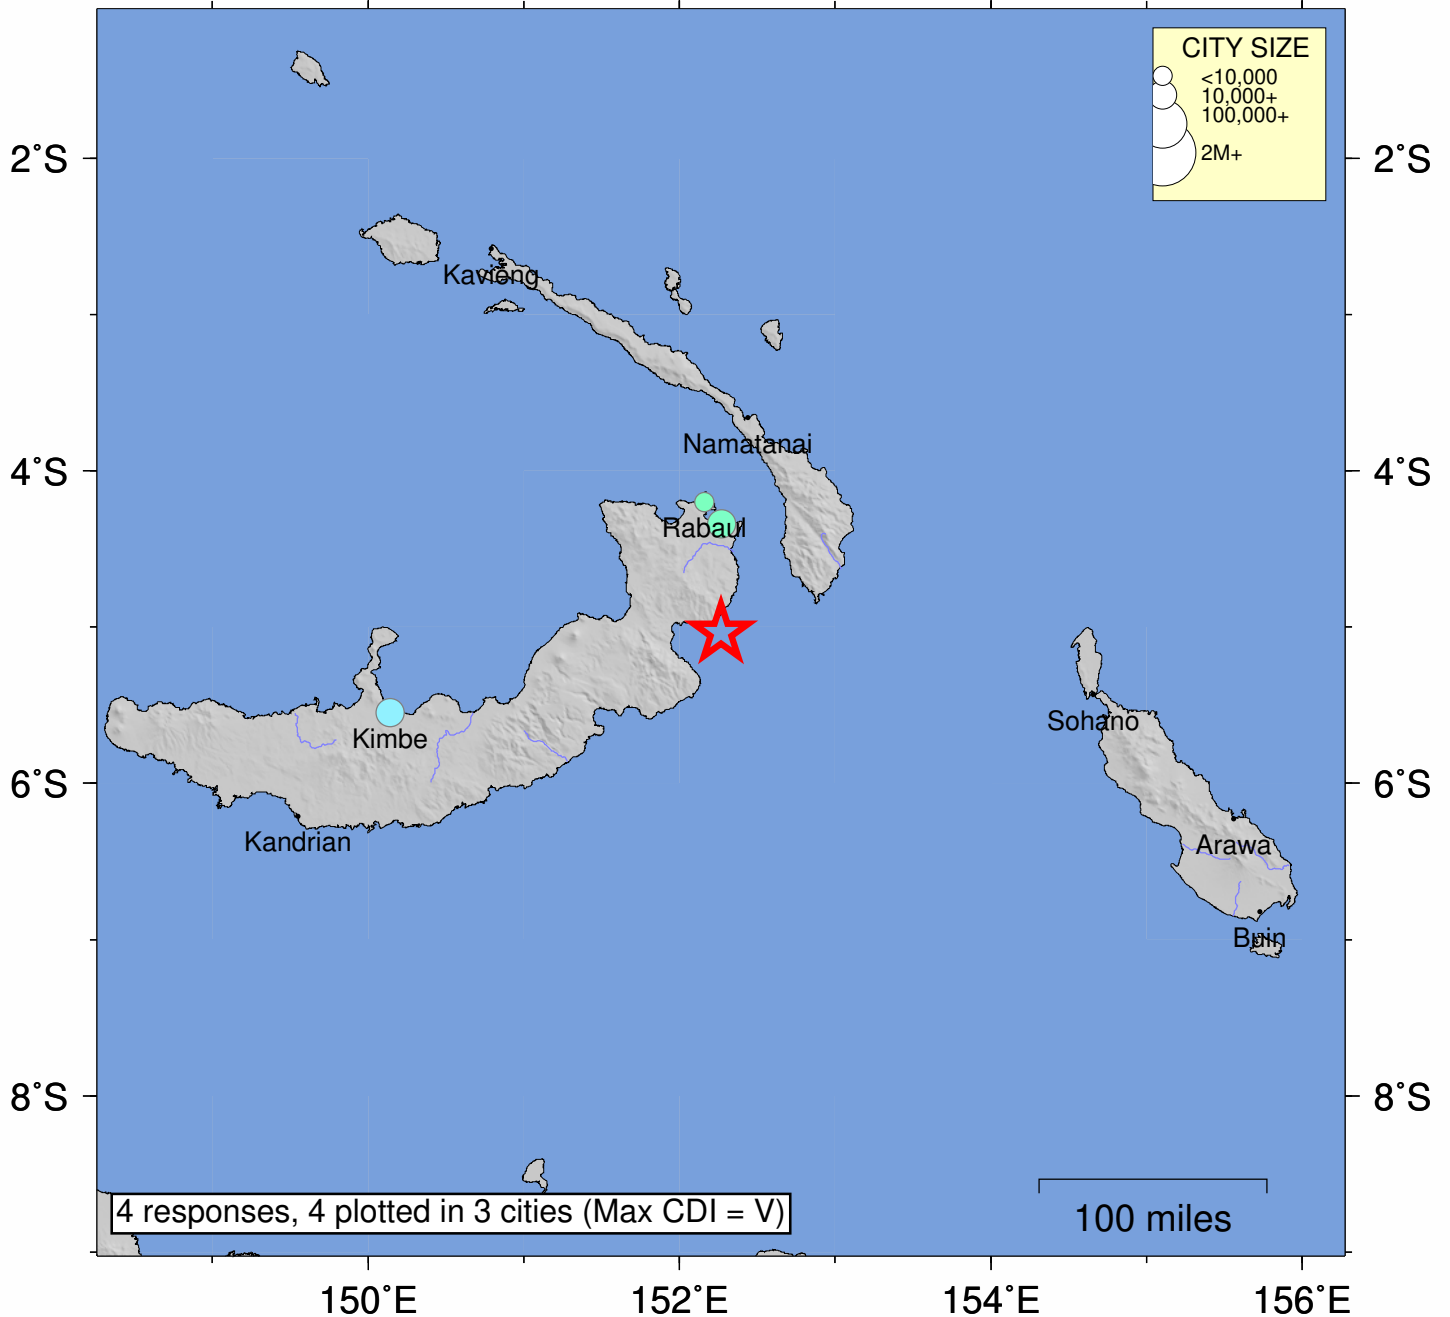 CITY SIZE
<10,000
10,000+
100,000+
2M+
2˚S
2˚S
Kavieng
Namatanai
4˚S
4˚S
Rabaul
Sohano
Kimbe
6˚S
6˚S
Kandrian
Arawa
Buin
8˚S
8˚S
4 responses, 4 plotted in 3 cities (Max CDI = V)
100 miles
150˚E
152˚E
154˚E
156˚E